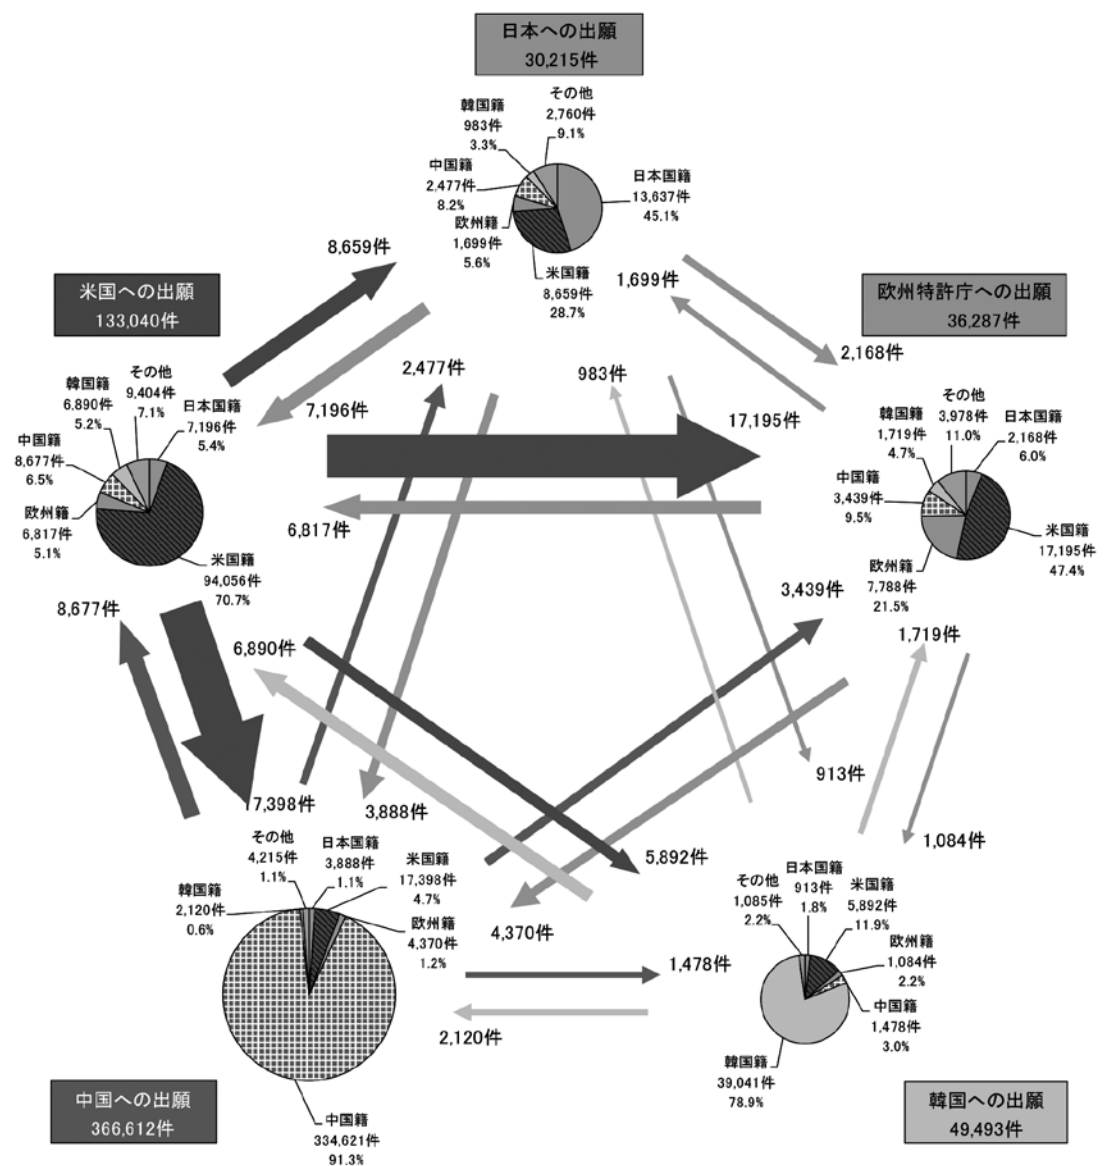 日本への出願
30,215件
韓国籍
983件
3.3%
その他
2,760件
9.1%
中国籍
2,477件
8.2%
日本国籍
13,637件
45.1%
欧州籍
1,699件
5.6%
米国籍
8,659件
28.7%
8,659件
1,699件
米国への出願
133,040件
欧州特許庁への出願
36,287件
2,168件
2,477件
983件
7,196件
17,195件
6,817件
韓国籍
6,890件
5.2%
その他
9,404件
7.1%
日本国籍
7,196件
5.4%
中国籍
8,677件
6.5%
欧州籍
6,817件
5.1%
米国籍
94,056件
70.7%
韓国籍
1,719件
4.7%
その他
3,978件
11.0%
日本国籍
2,168件
6.0%
中国籍
3,439件
9.5%
米国籍
17,195件
47.4%
欧州籍
7,788件
21.5%
8,677件
3,439件
6,890件
1,719件
913件
17,398件
3,888件
5,892件
1,084件
4,370件
1,478件
2,120件
その他
4,215件
1.1%
日本国籍
3,888件
1.1%
米国籍
17,398件
4.7%
韓国籍
2,120件
0.6%
欧州籍
4,370件
1.2%
中国籍
334,621件
91.3%
その他
1,085件
2.2%
日本国籍
913件
1.8%
米国籍
5,892件
11.9%
欧州籍
1,084件
2.2%
中国籍
1,478件
3.0%
韓国籍
39,041件
78.9%
中国への出願
366,612件
韓国への出願
49,493件